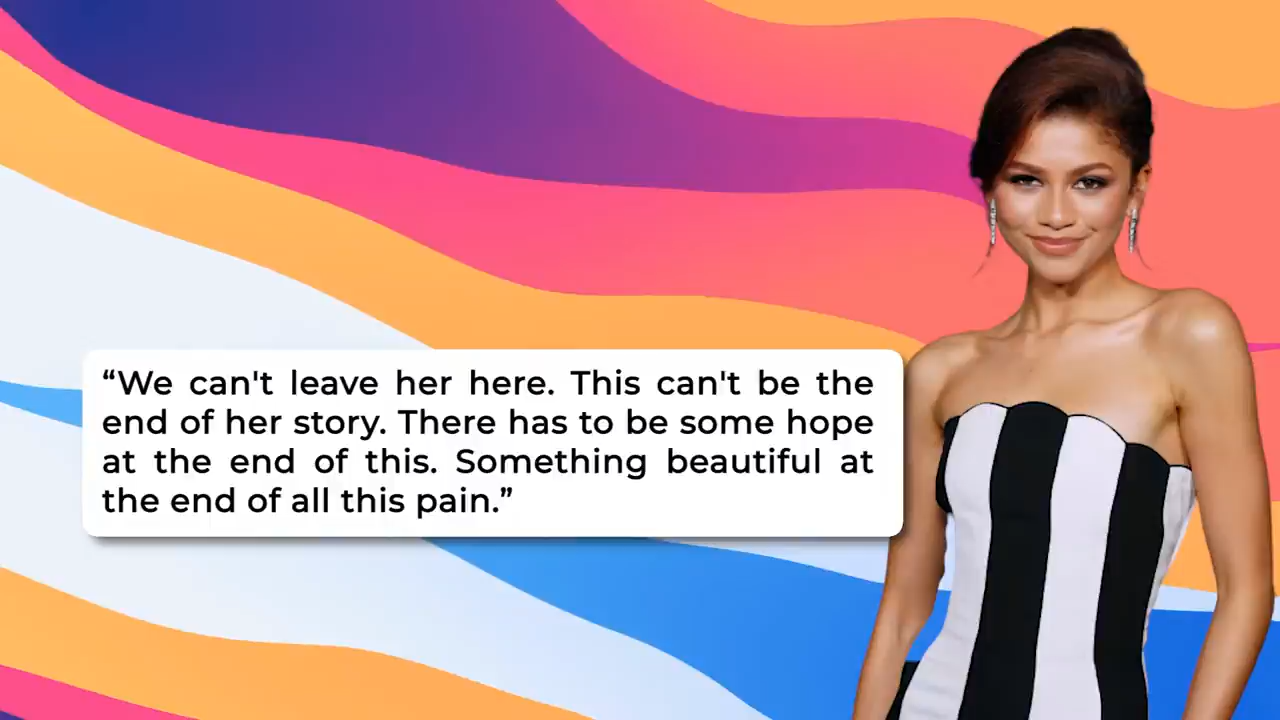 “We can't leave her here. This can't be the
end of her story. There has to be some hope
at the end of this. Something beautiful at
the end of all this pain.”